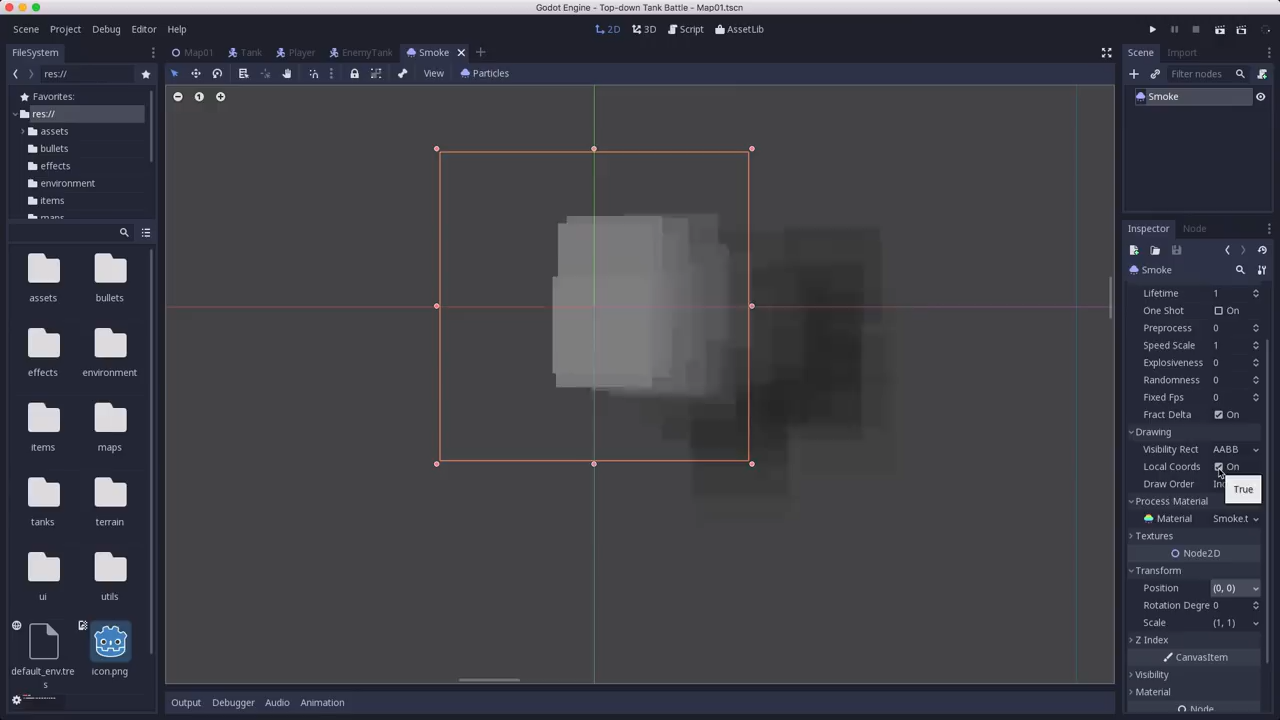 Godot Engine - Top-down Tank Battle - Map01.tscn
Scene Project Debug Editor Help
2D 3D Script AssetLib
FileSystem
Map01 Tank Player EnemyTank Smoke
Scene Import
res://
View Particles
Filter nodes
Favorites:
res://
assets
bullets
effects
environment
items
maps
1
Smoke
assets bullets
effects environment
items maps
tanks terrain
ui utils
default_env.tre
s
icon.png
Inspector Node
Smoke
Lifetime 1
One Shot On
Preprocess 0
Speed Scale 1
Explosiveness 0
Randomness 0
Fixed Fps 0
Fract Delta On
Drawing
Visibility Rect AABB
Local Coords On
Draw Order
True
Process Material
Material Smoke.t
Textures
Node2D
Transform
Position (0, 0)
Rotation Degre 0
Scale (1, 1)
Z Index
CanvasItem
Visibility
Material
Node
Output Debugger Audio Animation